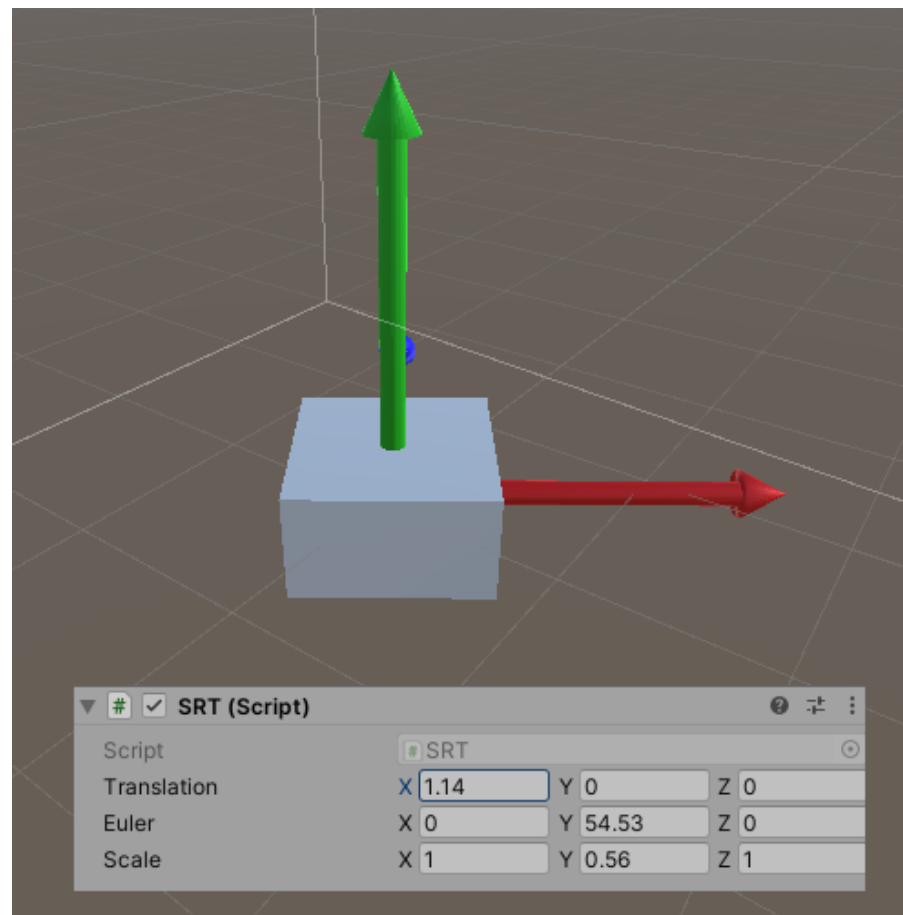 # SRT (Script)
Script # SRT
Translation X 1.14 Y 0 Z 0
Euler X 0 Y 54.53 Z 0
Scale X 1 Y 0.56 Z 1